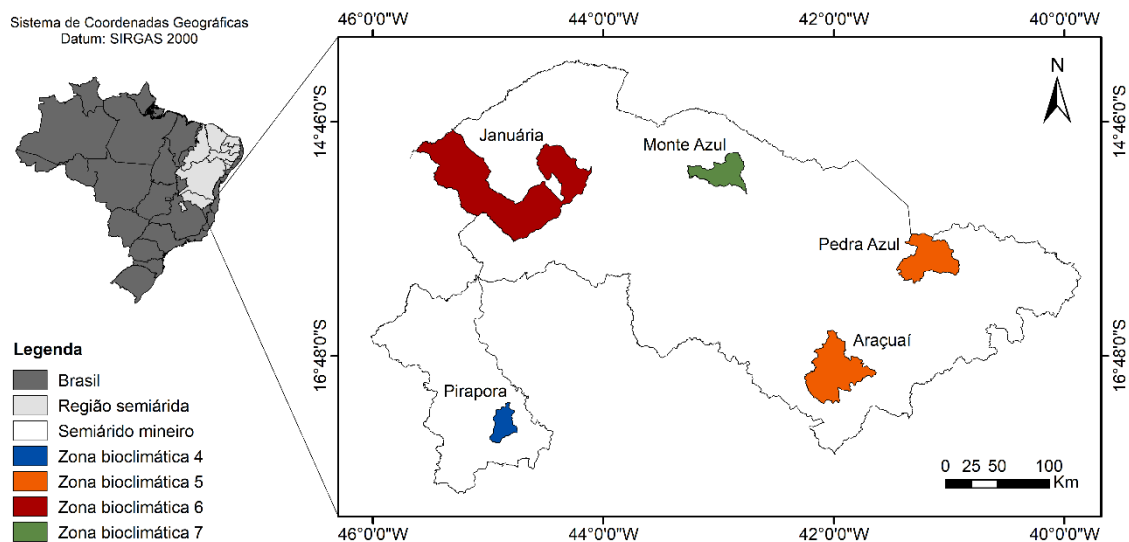 Sistema de Coordenadas Geográficas
Datum: SIRGAS 2000
46°0'0"W
44°0'0"W
42°0'0"W
40°0'0"W
14°46'0"S
14°46'0"S
N
Januária
Monte Azul
Pedra Azul
Araçuaí
Pirapora
16°48'0"S
16°48'0"S
Legenda
Brasil
Região semiárida
Semiárido mineiro
Zona bioclimática 4
Zona bioclimática 5
Zona bioclimática 6
Zona bioclimática 7
0 25 50 100
Km
46°0'0"W
44°0'0"W
42°0'0"W
40°0'0"W